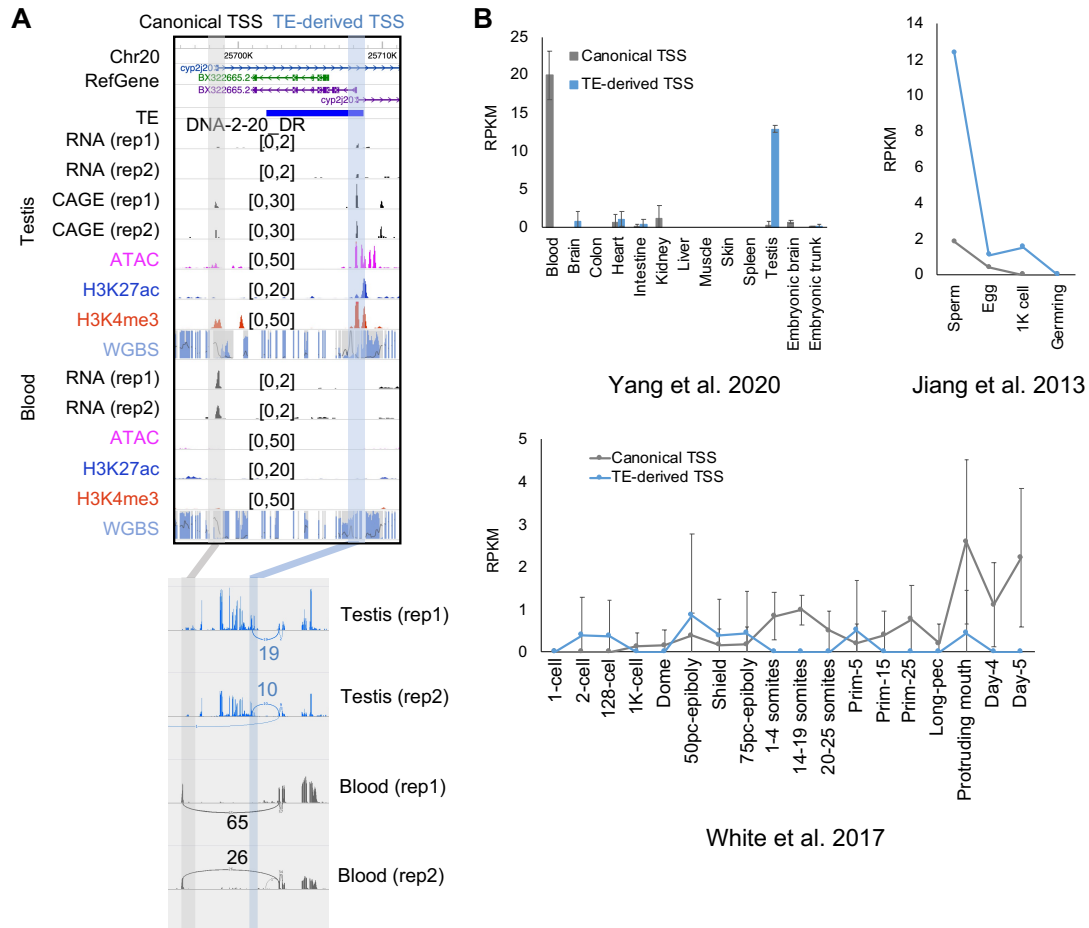 A
Canonical TSS TE-derived TSS
Chr20
25700K 25710K
RefGene
cyp2j20
BX322665.2
BX322665.2
cyp2j20
TE
DNA-2-20_DR
Testis
RNA (rep1) [0,2]
RNA (rep2) [0,2]
CAGE (rep1) [0,30]
CAGE (rep2) [0,30]
ATAC [0,50]
H3K27ac [0,20]
H3K4me3 [0,50]
WGBS
Blood
RNA (rep1) [0,2]
RNA (rep2) [0,2]
ATAC [0,50]
H3K27ac [0,20]
H3K4me3 [0,50]
WGBS
Testis (rep1)
19
Testis (rep2)
10
Blood (rep1)
65
Blood (rep2)
26
B
RPKM
25
20
15
10
5
0
Canonical TSS
TE-derived TSS
Blood
Brain
Colon
Heart
Intestine
Kidney
Liver
Muscle
Skin
Spleen
Testis
Embryonic brain
Embryonic trunk
Yang et al. 2020
RPKM
14
12
10
8
6
4
2
0
Sperm
Egg
1K cell
Germring
Jiang et al. 2013
RPKM
5
4
3
2
1
0
Canonical TSS
TE-derived TSS
1-cell
2-cell
128-cel
1K-cell
Dome
50pc-epiboly
Shield
75pc-epiboly
1-4 somites
14-19 somites
20-25 somites
Prim-5
Prim-15
Prim-25
Long-pec
Protruding mouth
Day-4
Day-5
White et al. 2017